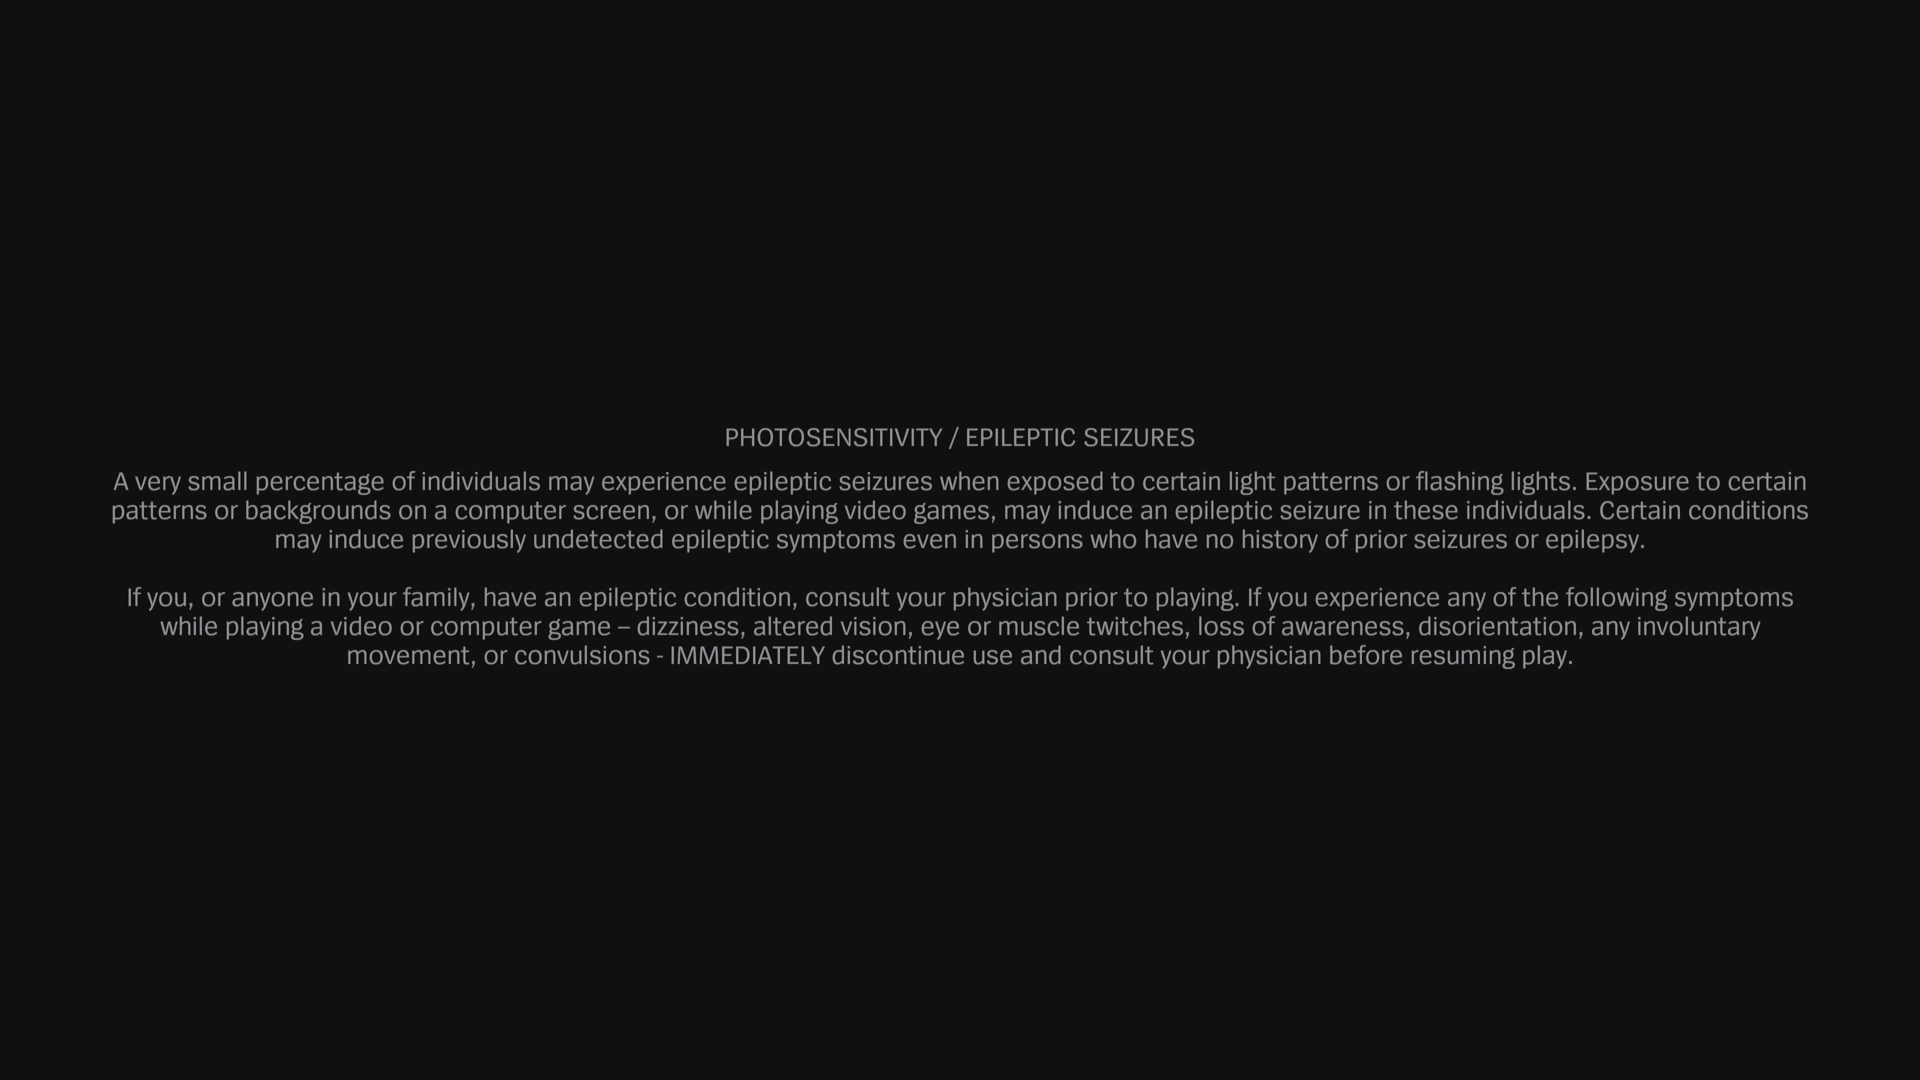 PHOTOSENSITIVITY / EPILEPTIC SEIZURES
A very small percentage of individuals may experience epileptic seizures when exposed to certain light patterns or flashing lights. Exposure to certain
patterns or backgrounds on a computer screen, or while playing video games, may induce an epileptic seizure in these individuals. Certain conditions
may induce previously undetected epileptic symptoms even in persons who have no history of prior seizures or epilepsy.
If you, or anyone in your family, have an epileptic condition, consult your physician prior to playing. If you experience any of the following symptoms
while playing a video or computer game – dizziness, altered vision, eye or muscle twitches, loss of awareness, disorientation, any involuntary
movement, or convulsions - IMMEDIATELY discontinue use and consult your physician before resuming play.